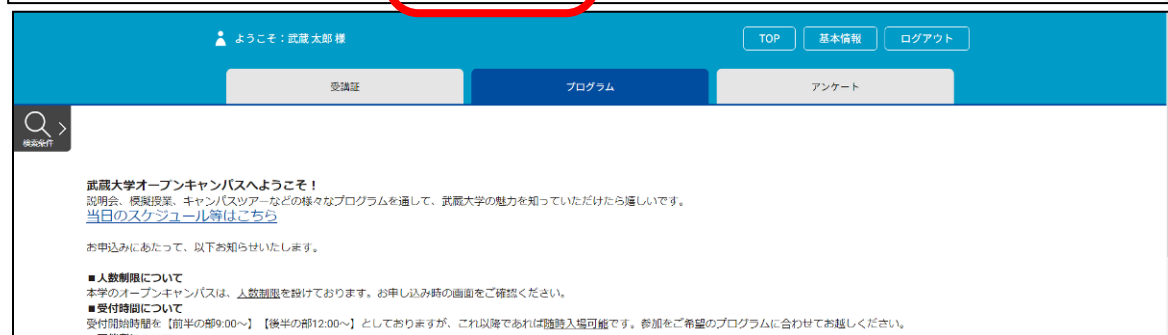 ようこそ：武蔵 太郎 様
TOP 基本情報 ログアウト
受講証 プログラム アンケート
検索条件
武蔵大学オープンキャンパスへようこそ！
説明会、模擬授業、キャンパスツアーなどの様々なプログラムを通して、武蔵大学の魅力を知っていただけたら嬉しいです。
当日のスケジュール等はこちら
お申込みにあたって、以下お知らせいたします。
■人数制限について
本学のオープンキャンパスは、人数制限を設けております。お申し込み時の画面をご確認ください。
■受付時間について
受付開始時間を【前半の部9:00～】【後半の部12:00～】としておりますが、これ以降であれば随時入場可能です。参加をご希望のプログラムに合わせてお越しください。